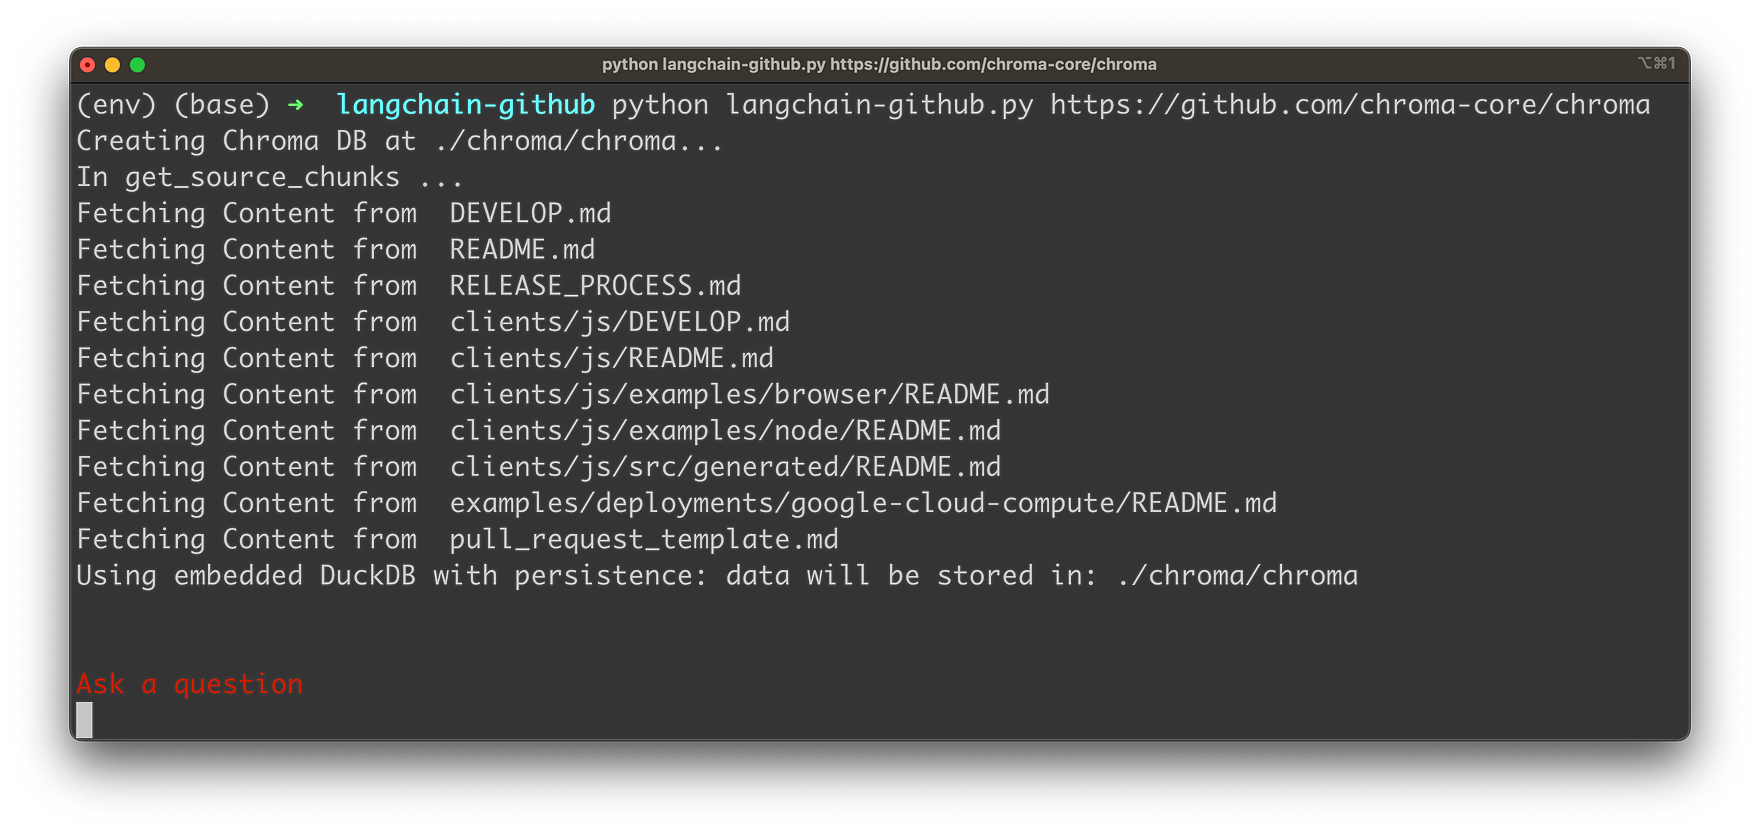 python langchain-github.py https://github.com/chroma-core/chroma
⌥⌘1
(env) (base) ➜ langchain-github python langchain-github.py https://github.com/chroma-core/chroma
Creating Chroma DB at ./chroma/chroma...
In get_source_chunks ...
Fetching Content from  DEVELOP.md
Fetching Content from  README.md
Fetching Content from  RELEASE_PROCESS.md
Fetching Content from  clients/js/DEVELOP.md
Fetching Content from  clients/js/README.md
Fetching Content from  clients/js/examples/browser/README.md
Fetching Content from  clients/js/examples/node/README.md
Fetching Content from  clients/js/src/generated/README.md
Fetching Content from  examples/deployments/google-cloud-compute/README.md
Fetching Content from  pull_request_template.md
Using embedded DuckDB with persistence: data will be stored in: ./chroma/chroma
Ask a question